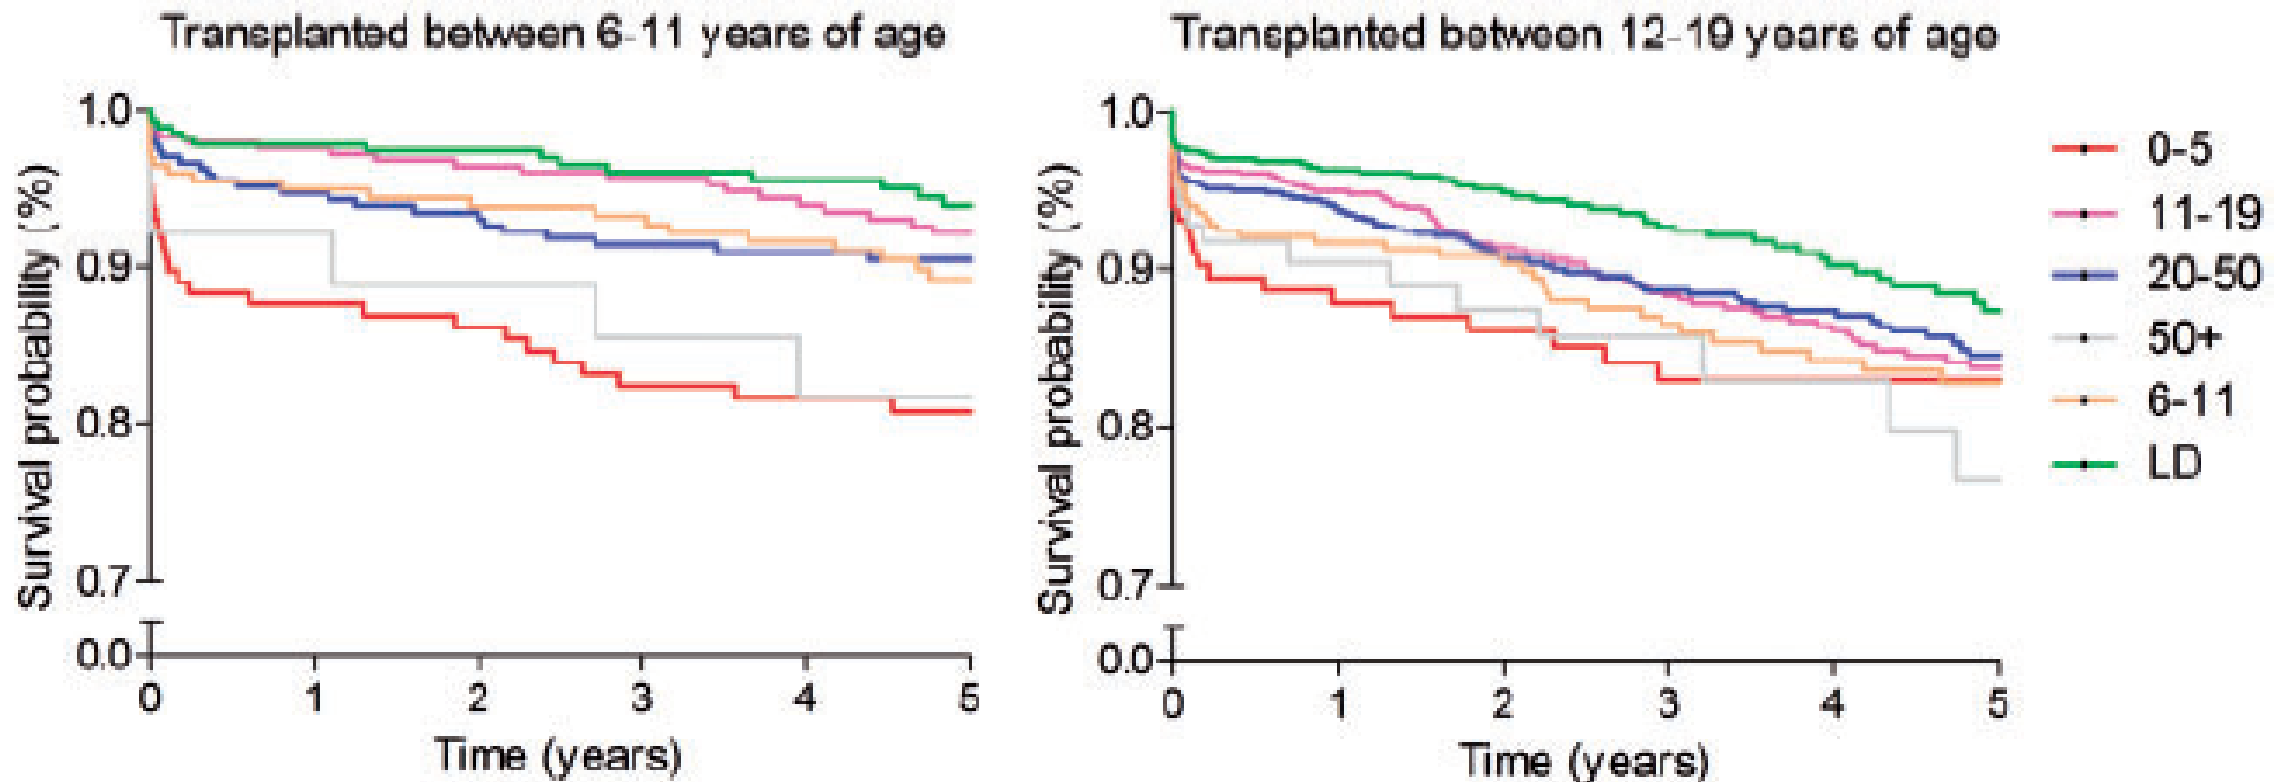 Transplanted between 6-11 years of age
Survival probability (%)
1.0
0.9
0.8
0.7
0.0
0 1 2 3 4 5
Time (years)
Transplanted between 12-19 years of age
Survival probability (%)
1.0
0.9
0.8
0.7
0.0
0 1 2 3 4 5
Time (years)
0-5
11-19
20-50
50+
6-11
LD